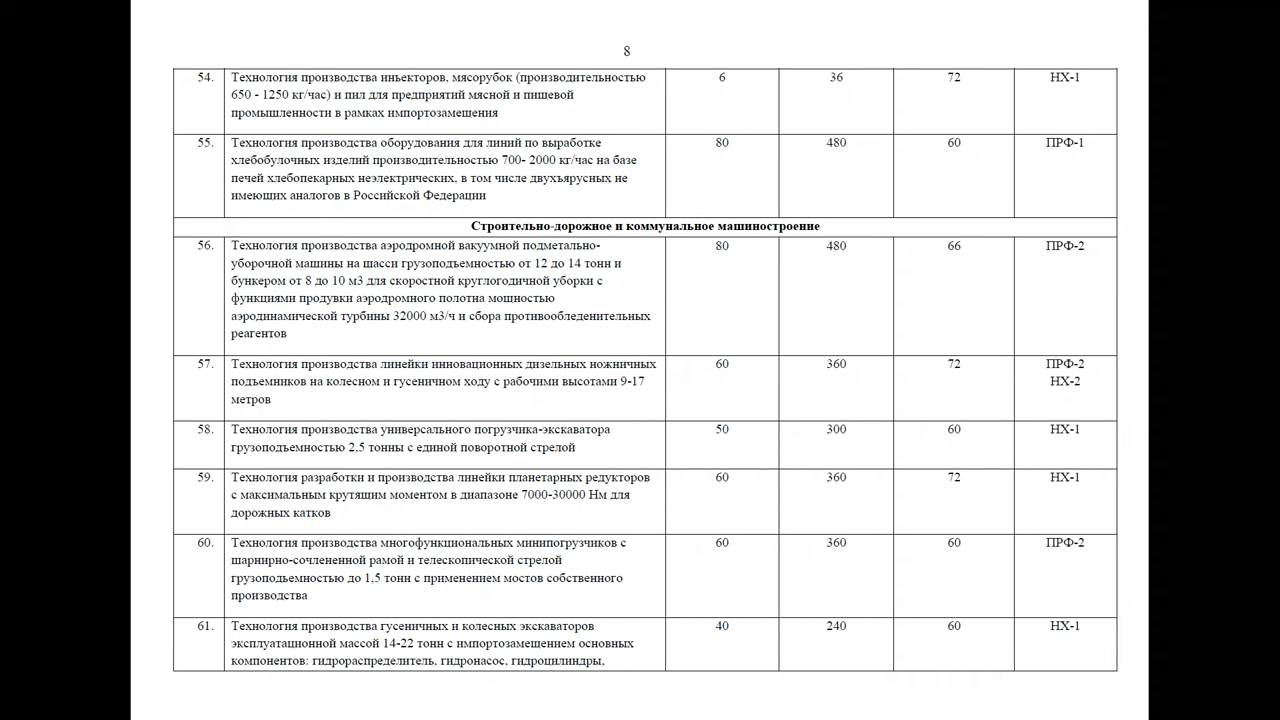 8
54. Технология производства иньекторов, мясорубок (производительностью 6 36 72 НХ-1
650 - 1250 кг/час) и пил для предприятий мясной и пищевой
промышленности в рамках импортозамещения
55. Технология производства оборудования для линий по выработке 80 480 60 ПРФ-1
хлебобулочных изделий производительностью 700- 2000 кг/час на базе
печей хлебопекарных неэлектрических, в том числе двухъярусных не
имеющих аналогов в Российской Федерации
Строительно-дорожное и коммунальное машиностроение
56. Технология производства аэродромной вакуумной подметально- 80 480 66 ПРФ-2
уборочной машины на шасси грузоподъемностью от 12 до 14 тонн и
бункером от 8 до 10 м3 для скоростной круглогодичной уборки с
функциями продувки аэродромного полотна мощностью
аэродинамической турбины 32000 м3/ч и сбора противообледенительных
реагентов
57. Технология производства линейки инновационных дизельных ножничных 60 360 72 ПРФ-2
подъемников на колесном и гусеничном ходу с рабочими высотами 9-17 НХ-2
метров
58. Технология производства универсального погрузчика-экскаватора 50 300 60 НХ-1
грузоподъемностью 2,5 тонны с единой поворотной стрелой
59. Технология разработки и производства линейки планетарных редукторов 60 360 72 НХ-1
с максимальным крутящим моментом в диапазоне 7000-30000 Нм для
дорожных катков
60. Технология производства многофункциональных минипогрузчиков с 60 360 60 ПРФ-2
шарнирно-сочлененной рамой и телескопической стрелой
грузоподъемностью до 1,5 тонн с применением мостов собственного
производства
61. Технология производства гусеничных и колесных экскаваторов 40 240 60 НХ-1
эксплуатационной массой 14-22 тонн с импортозамещением основных
компонентов: гидрораспределитель, гидронасос, гидроцилиндры,